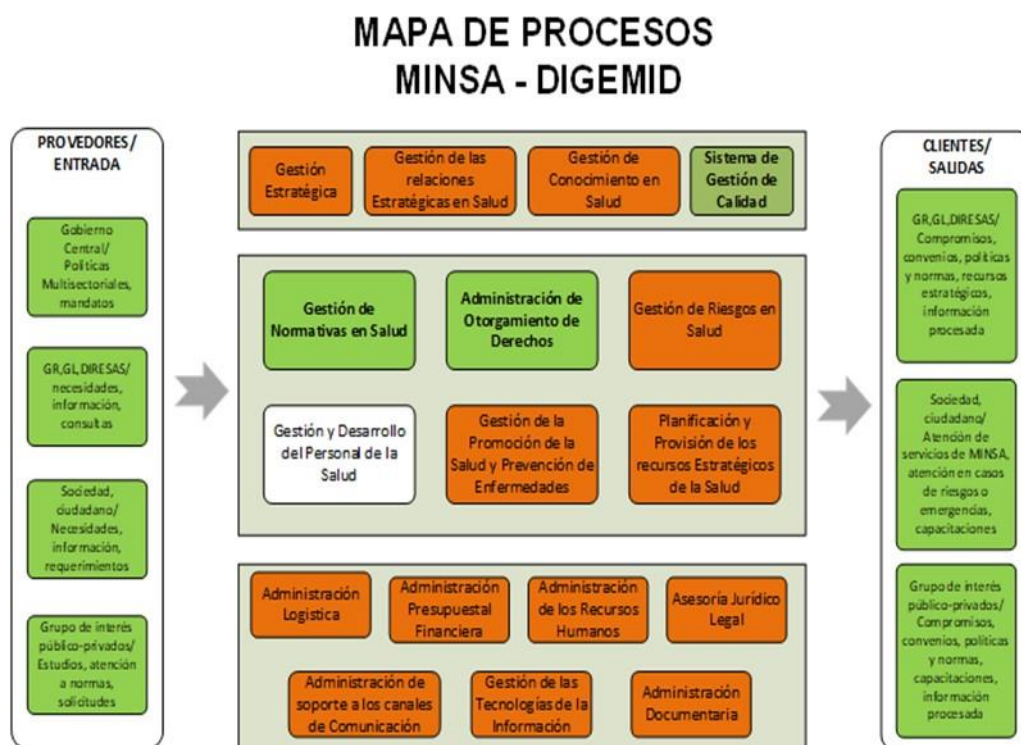 MAPA DE PROCESOS
MINSA - DIGEMID
PROVEDORES/
ENTRADA
Gobierno
Central/
Políticas
Multisectoriales,
mandatos
GR,GL,DIRESAS/
necesidades,
información,
consultas
Sociedad,
ciudadano/
Necesidades,
información,
requerimientos
Grupo de interés
público-privados/
Estudios, atención
a normas,
solicitudes
Gestión
Estratégica
Gestión de las
relaciones
Estratégicas en Salud
Gestión de
Conocimiento en
Salud
Sistema de
Gestión de
Calidad
Gestión de
Normativas en Salud
Administración de
Otorgamiento de
Derechos
Gestión de Riesgos en
Salud
Gestión y Desarrollo
del Personal de la
Salud
Gestión de la
Promoción de la
Salud y Prevención de
Enfermedades
Planificación y
Provisión de los
recursos Estratégicos
de la Salud
Administración
Logística
Administración
Presupuestal
Financiera
Administración
de los Recursos
Humanos
Asesoría Jurídico
Legal
Administración de
soporte a los canales
de Comunicación
Gestión de las
Tecnologías de la
Información
Administración
Documentaria
CLIENTES/
SALIDAS
GR,GL,DIRESAS/
Compromisos,
convenios, políticas
y normas, recursos
estratégicos,
información
procesada
Sociedad,
ciudadano/
Atención de
servicios de MINSA,
atención en casos
de riesgos o
emergencias,
capacitaciones
Grupo de interés
público-privados/
Compromisos,
convenios, políticas
y normas,
capacitaciones,
información
procesada